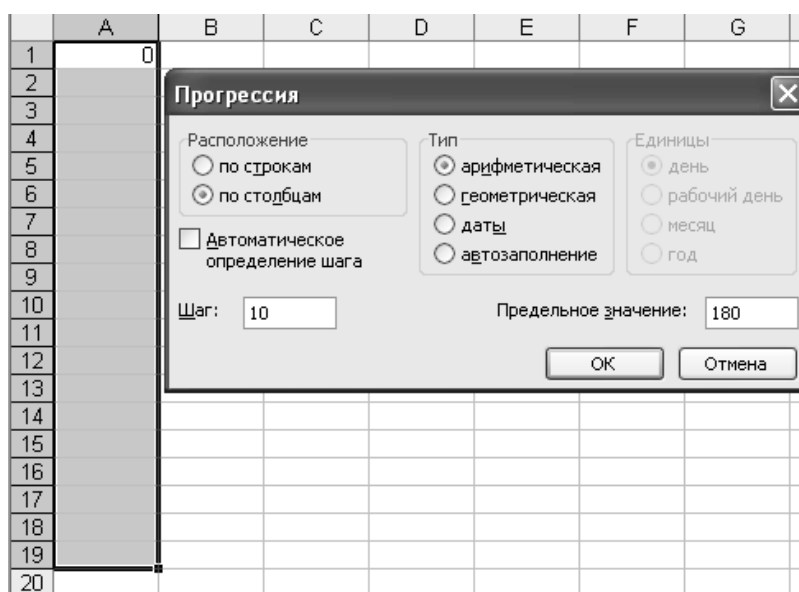 A B C D E F G
1 0
2
3
4
5
6
7
8
9
10
11
12
13
14
15
16
17
18
19
20
Прогрессия
Расположение
по строкам
по столбцам
Автоматическое
определение шага
Тип
арифметическая
геометрическая
даты
автозаполнение
Единицы
день
рабочий день
месяц
год
Шаг: 10
Предельное значение: 180
ОК Отмена